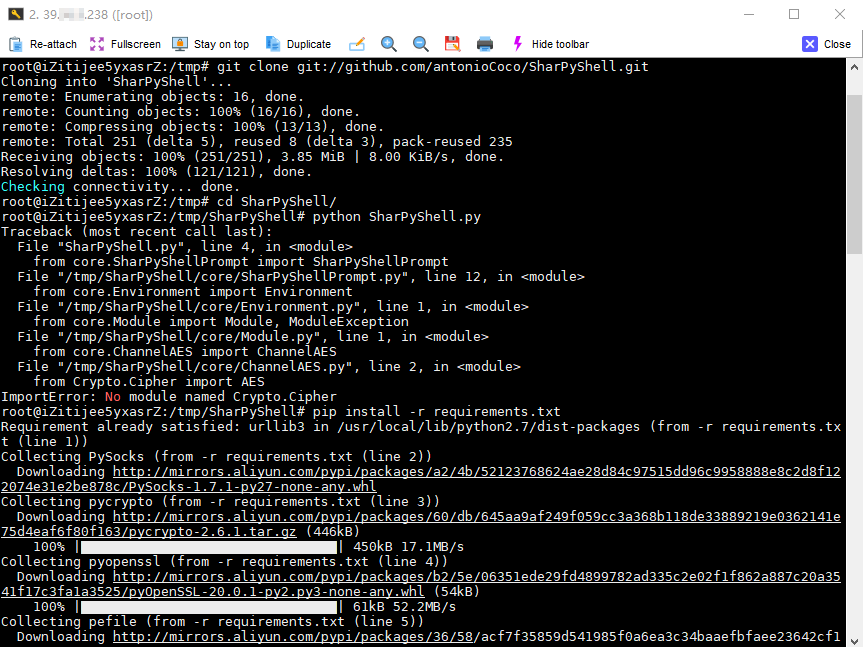 2. 39. .238 ([root])
Re-attach Fullscreen Stay on top Duplicate Hide toolbar Close
root@iZitijee5yxasrZ:/tmp# git clone git://github.com/antonioCoco/SharPyShell.git
Cloning into 'SharPyShell'...
remote: Enumerating objects: 16, done.
remote: Counting objects: 100% (16/16), done.
remote: Compressing objects: 100% (13/13), done.
remote: Total 251 (delta 5), reused 8 (delta 3), pack-reused 235
Receiving objects: 100% (251/251), 3.85 MiB | 8.00 KiB/s, done.
Resolving deltas: 100% (121/121), done.
Checking connectivity... done.
root@iZitijee5yxasrZ:/tmp# cd SharPyShell/
root@iZitijee5yxasrZ:/tmp/SharPyShell# python SharPyShell.py
Traceback (most recent call last):
  File "SharPyShell.py", line 4, in <module>
    from core.SharPyShellPrompt import SharPyShellPrompt
  File "/tmp/SharPyShell/core/SharPyShellPrompt.py", line 12, in <module>
    from core.Environment import Environment
  File "/tmp/SharPyShell/core/Environment.py", line 1, in <module>
    from core.Module import Module, ModuleException
  File "/tmp/SharPyShell/core/Module.py", line 1, in <module>
    from core.ChannelAES import ChannelAES
  File "/tmp/SharPyShell/core/ChannelAES.py", line 2, in <module>
    from Crypto.Cipher import AES
ImportError: No module named Crypto.Cipher
root@iZitijee5yxasrZ:/tmp/SharPyShell# pip install -r requirements.txt
Requirement already satisfied: urllib3 in /usr/local/lib/python2.7/dist-packages (from -r requirements.tx
t (line 1))
Collecting PySocks (from -r requirements.txt (line 2))
  Downloading http://mirrors.aliyun.com/pypi/packages/a2/4b/52123768624ae28d84c97515dd96c9958888e8c2d8f12
2074e31e2be878c/PySocks-1.7.1-py27-none-any.whl
Collecting pycrypto (from -r requirements.txt (line 3))
  Downloading http://mirrors.aliyun.com/pypi/packages/60/db/645aa9af249f059cc3a368b118de33889219e0362141e
75d4eaf6f80f163/pycrypto-2.6.1.tar.gz (446kB)
    100% | | 450kB 17.1MB/s
Collecting pyopenssl (from -r requirements.txt (line 4))
  Downloading http://mirrors.aliyun.com/pypi/packages/b2/5e/06351ede29fd4899782ad335c2e02f1f862a887c20a35
41f17c3fa1a3525/pyOpenSSL-20.0.1-py2.py3-none-any.whl (54kB)
    100% | | 61kB 52.2MB/s
Collecting pefile (from -r requirements.txt (line 5))
  Downloading http://mirrors.aliyun.com/pypi/packages/36/58/acf7f35859d541985f0a6ea3c34baaefbfaee23642cf1